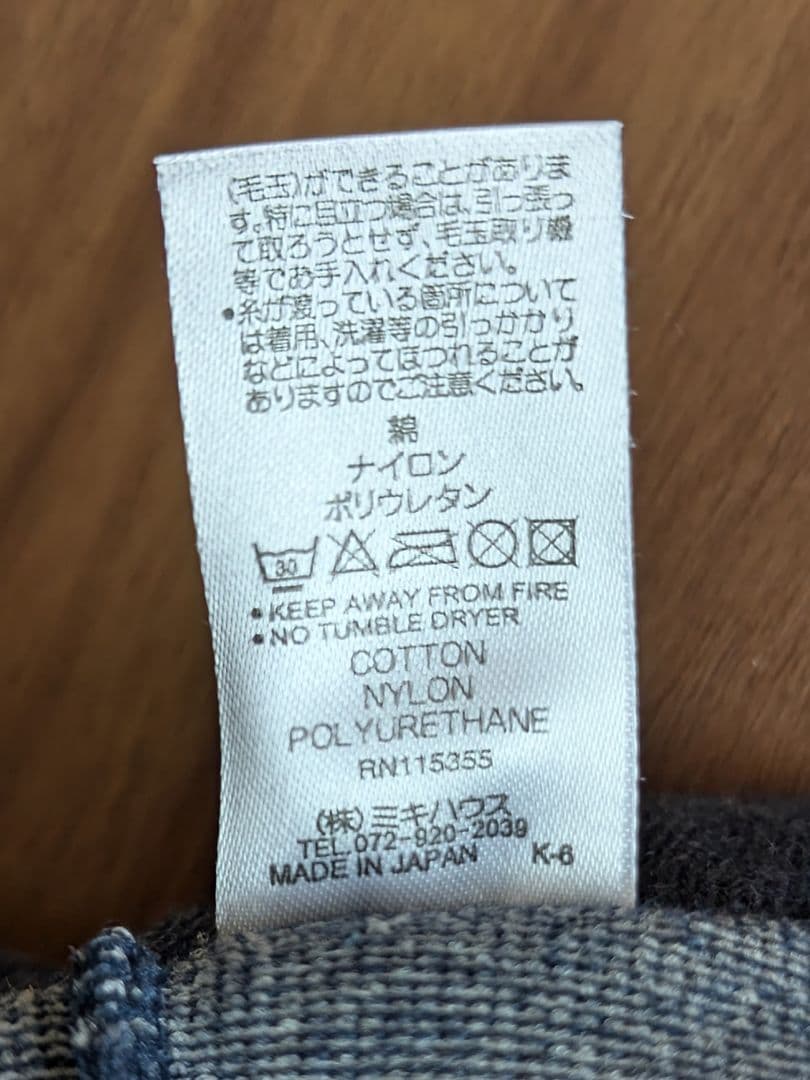 (毛玉)ができることがありま
す。特に目立つ場合は、引っ張っ
て取ろうとせず、毛玉取り機
等でお手入れください。
•糸が渡っている箇所について
は着用、洗濯等の引っかかり
などによってほつれることが
ありますのでご注意ください。
綿
ナイロン
ポリウレタン
30
•KEEP AWAY FROM FIRE
•NO TUMBLE DRYER
COTTON
NYLON
POLYURETHANE
RN115355
(株)ミキハウス
TEL.072-920-2039
MADE IN JAPAN K-6